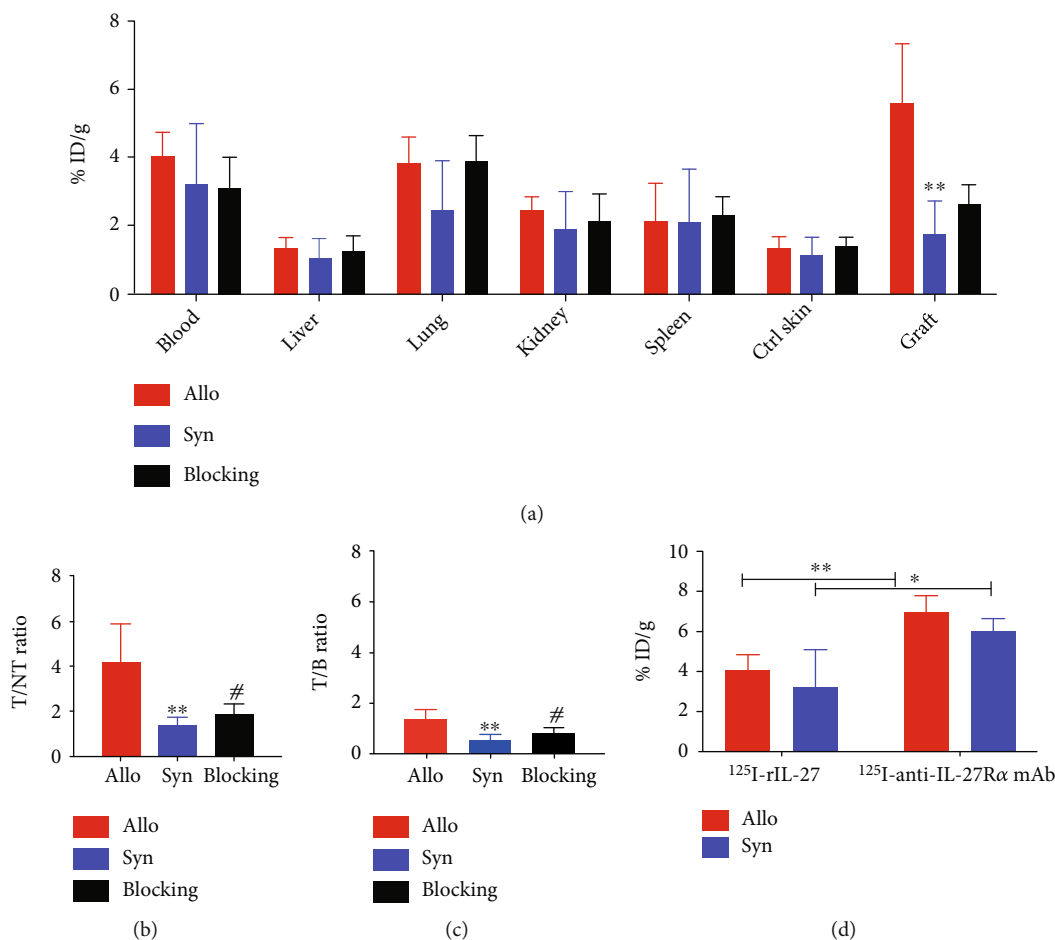 8
6
4
2
0
% ID/g
**
Blood
Liver
Lung
Kidney
Spleen
Ctrl skin
Graft
Allo
Syn
Blocking
(a)
8
6
4
2
0
T/NT ratio
**
#
Allo Syn Blocking
Allo
Syn
Blocking
(b)
8
6
4
2
0
T/B ratio
**
#
Allo Syn Blocking
Allo
Syn
Blocking
(c)
10
8
6
4
2
0
% ID/g
**
*
¹²⁵I-rIL-27 ¹²⁵I-anti-IL-27Rα mAb
Allo
Syn
(d)